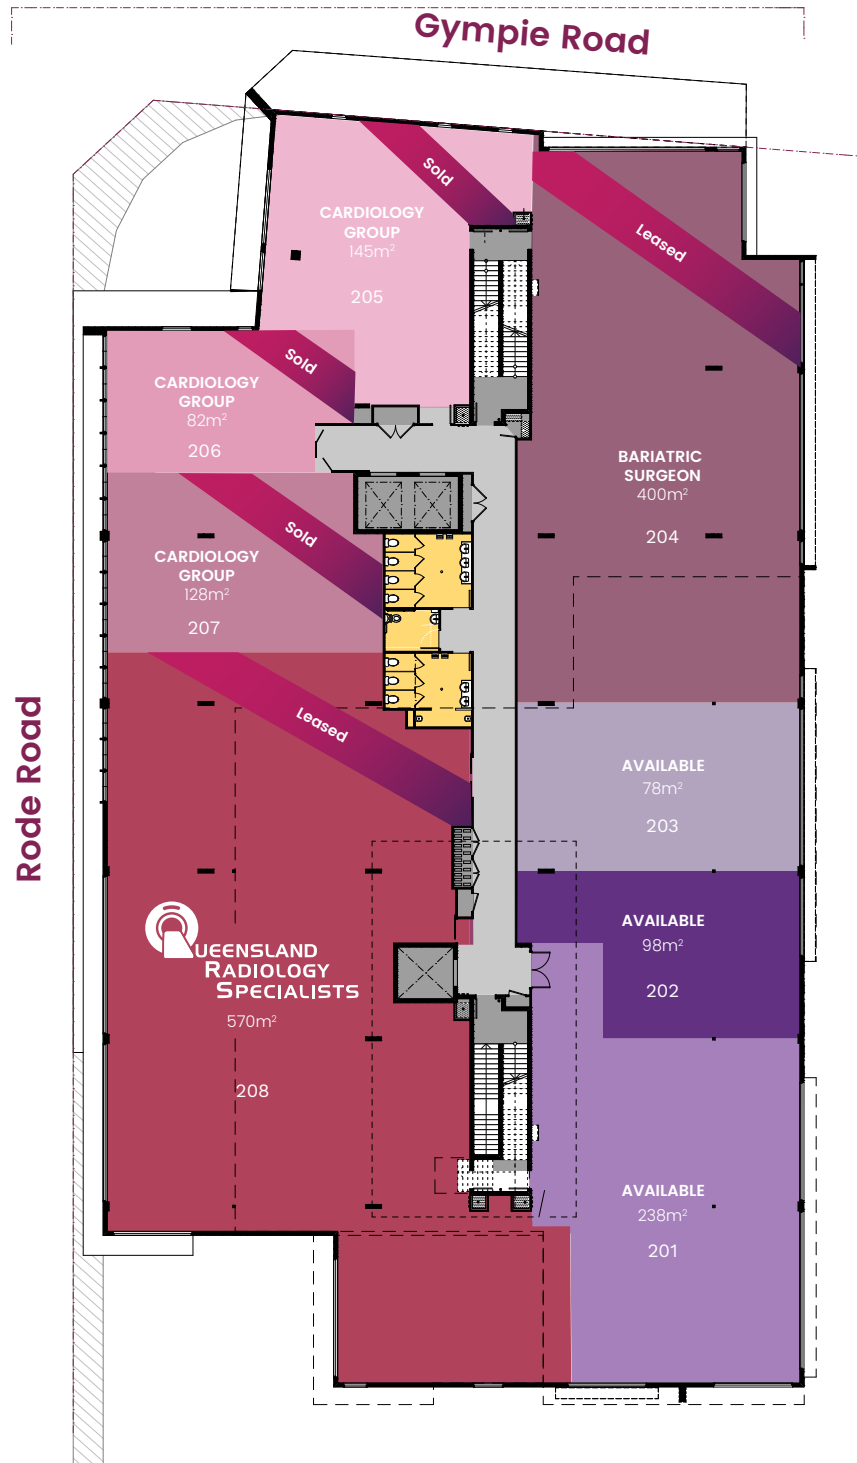 Gympie Road
Sold
CARDIOLOGY
GROUP
145m²
205
Leased
Sold
CARDIOLOGY
GROUP
82m²
206
BARIATRIC
SURGEON
400m²
204
Sold
CARDIOLOGY
GROUP
128m²
207
Leased
Rode Road
AVAILABLE
78m²
203
AVAILABLE
98m²
202
QUEENSLAND
RADIOLOGY
SPECIALISTS
570m²
208
AVAILABLE
238m²
201